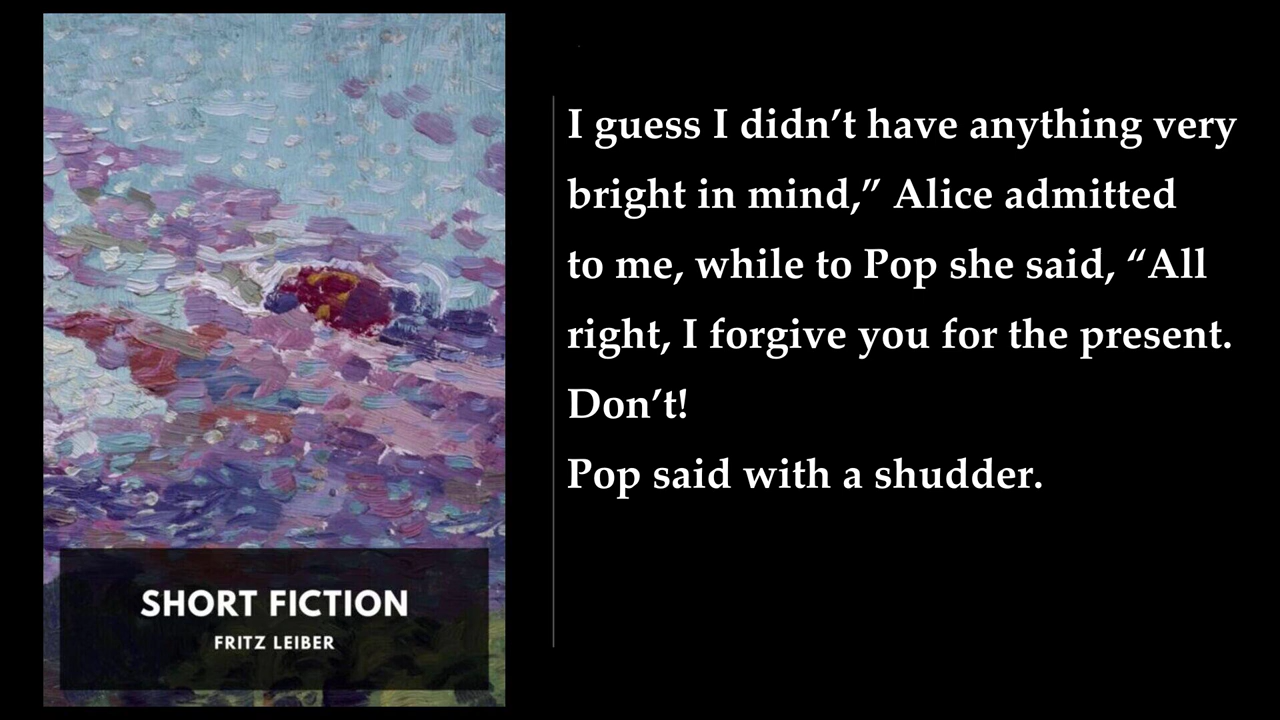 I guess I didn’t have anything very
bright in mind,” Alice admitted
to me, while to Pop she said, “All
right, I forgive you for the present.
Don’t!
Pop said with a shudder.
SHORT FICTION
FRITZ LEIBER